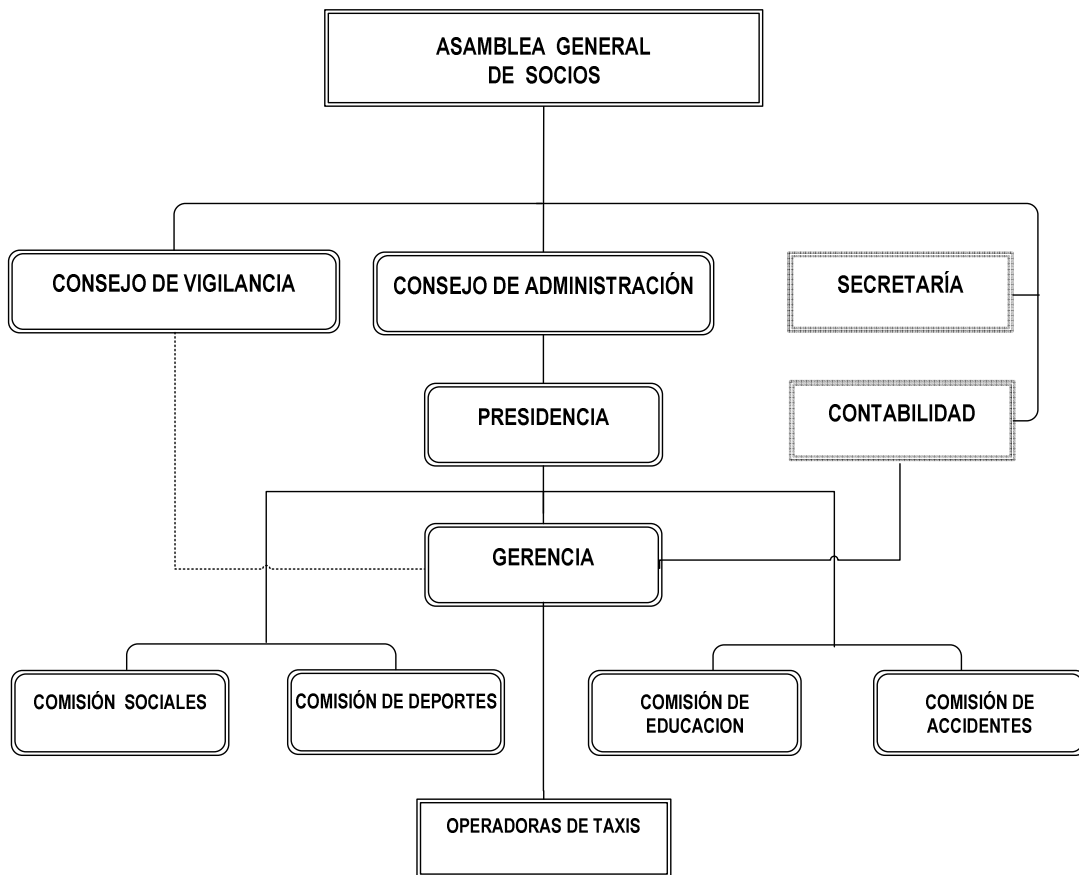 ASAMBLEA GENERAL
DE SOCIOS
CONSEJO DE VIGILANCIA
CONSEJO DE ADMINISTRACIÓN
SECRETARÍA
PRESIDENCIA
CONTABILIDAD
GERENCIA
COMISIÓN SOCIALES
COMISIÓN DE DEPORTES
COMISIÓN DE
EDUCACION
COMISIÓN DE
ACCIDENTES
OPERADORAS DE TAXIS